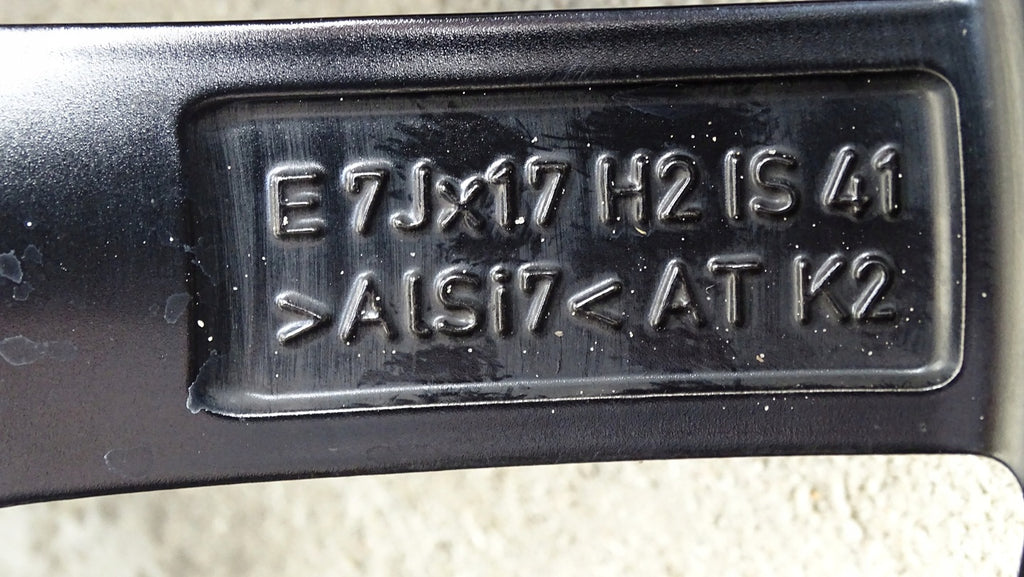 E 7Jx17 H2 IS 41
>AlSi7< AT K2